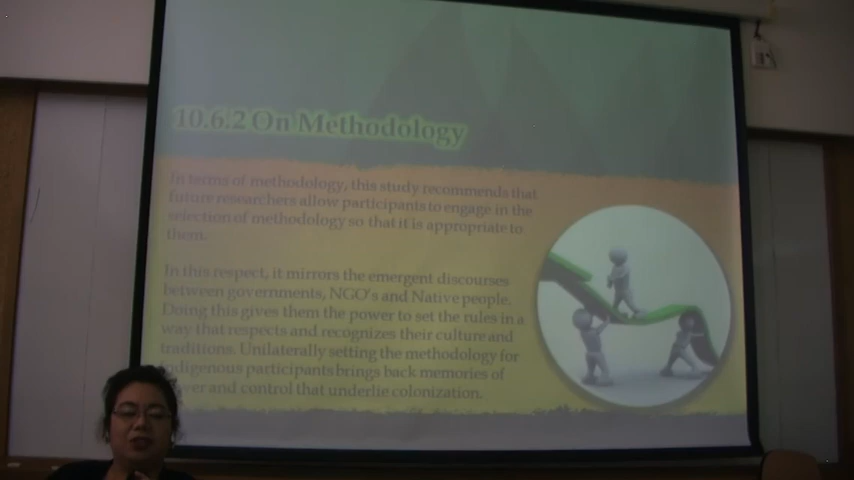 10.6.2 On Methodology
In terms of methodology, this study recommends that
future researchers allow participants to engage in the
selection of methodology so that it is appropriate to
them.
In this respect, it mirrors the emergent discourses
between governments, NGO's and Native people.
Doing this gives them the power to set the rules in a
way that respects and recognizes their culture and
traditions. Unilaterally setting the methodology for
indigenous participants brings back memories of
power and control that underlie colonization.